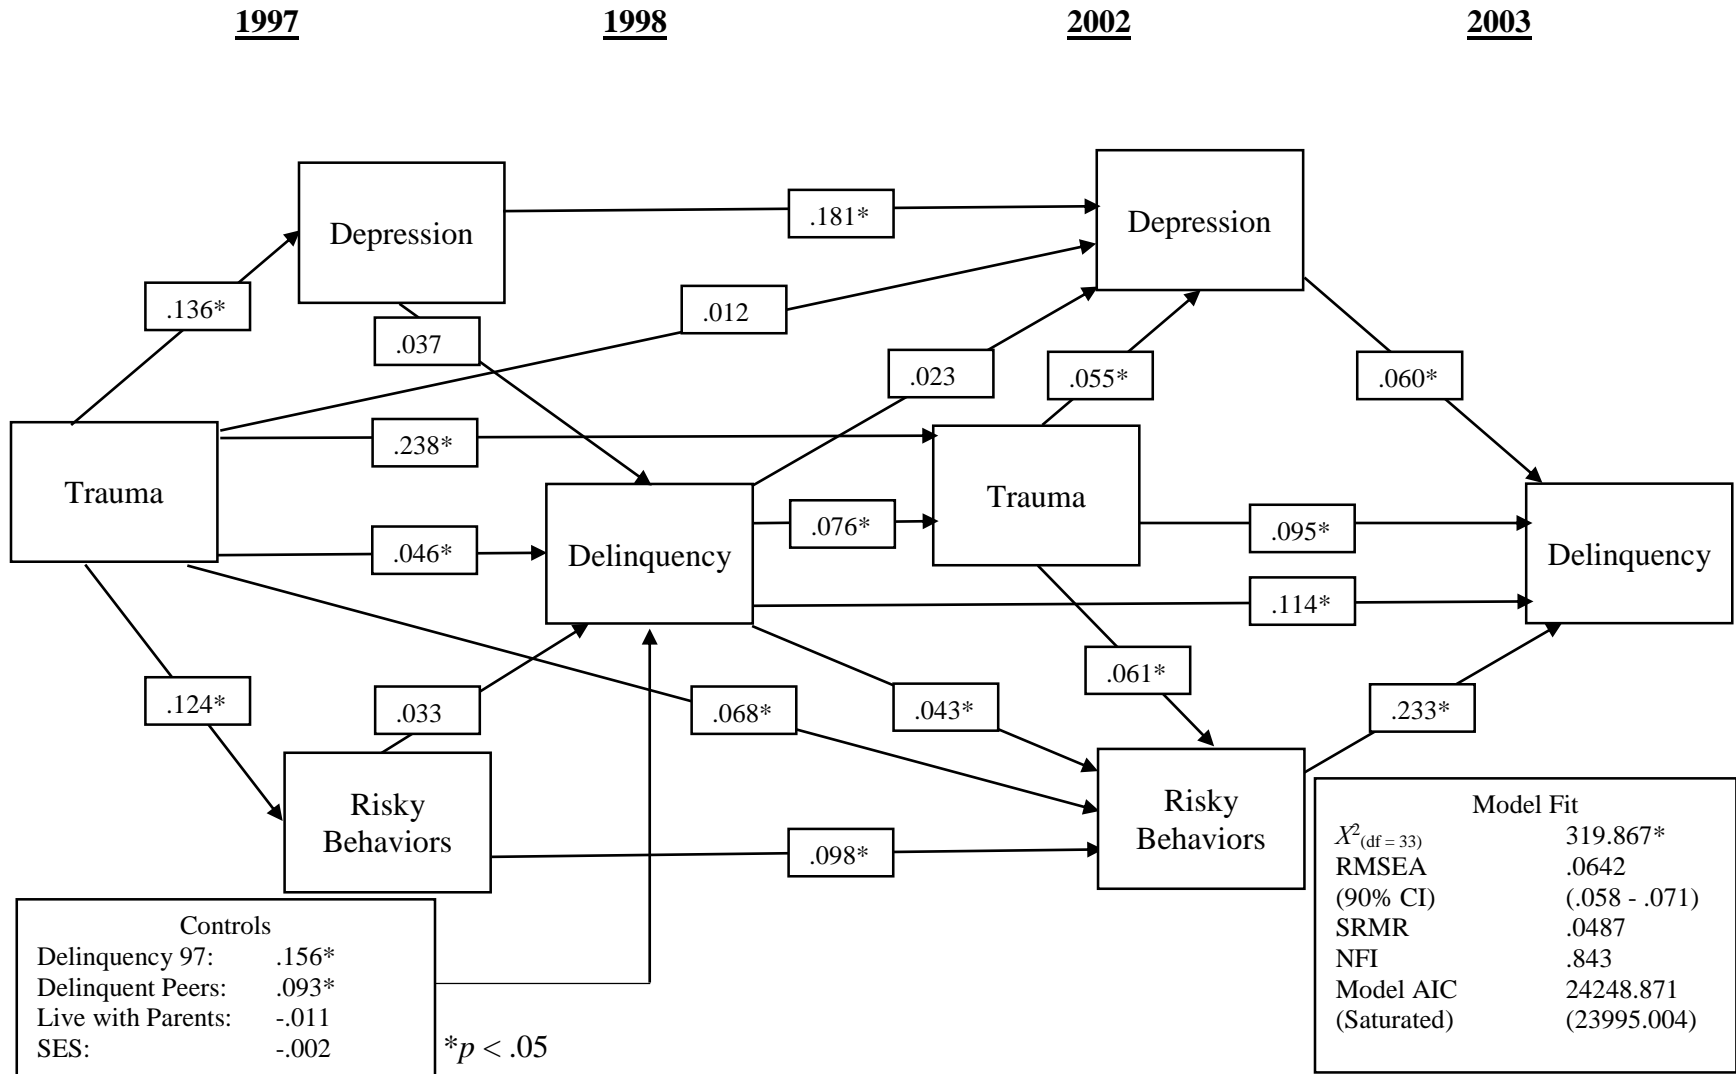 1997 1998 2002 2003
Depression
Depression
.181*
.136*
.012
.037
.023
.055*
.060*
.238*
Trauma
Trauma
.076*
.095*
.046*
Delinquency
Delinquency
.114*
.061*
.124*
.033
.068*
.043*
.233*
Risky
Behaviors
Risky
Behaviors
.098*
Model Fit
X²(df = 33) 319.867*
RMSEA .0642
(90% CI) (.058 - .071)
SRMR .0487
NFI .843
Model AIC 24248.871
(Saturated) (23995.004)
Controls
Delinquency 97: .156*
Delinquent Peers: .093*
Live with Parents: -.011
SES: -.002
*p < .05